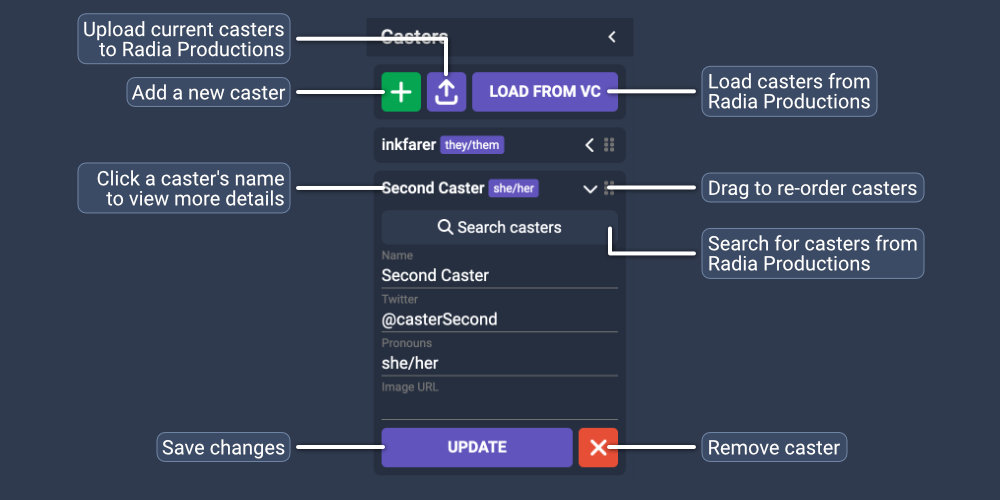 Upload current casters
to Radia Productions
Casters
Add a new caster
LOAD FROM VC
Load casters from
Radia Productions
inkfarer they/them
Click a caster's name
to view more details
Second Caster she/her
Drag to re-order casters
Search casters
Search for casters from
Radia Productions
Name
Second Caster
Twitter
@casterSecond
Pronouns
she/her
Image URL
Save changes
UPDATE
Remove caster